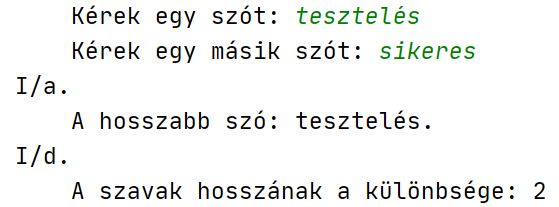 Kérek egy szót: tesztelés
Kérek egy másik szót: sikeres
I/a.
A hosszabb szó: tesztelés.
I/d.
A szavak hosszának a különbsége: 2